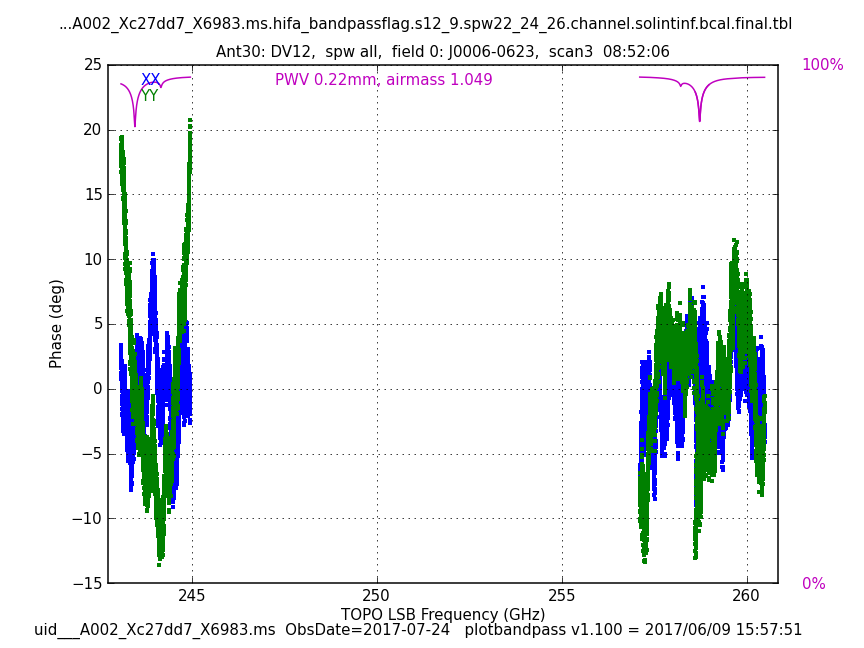 ...A002_Xc27dd7_X6983.ms.hifa_bandpassflag.s12_9.spw22_24_26.channel.solintinf.bcal.final.tbl
Ant30: DV12,  spw all,  field 0: J0006-0623,  scan3  08:52:06
25
100%
XX
PWV 0.22mm, airmass 1.049
YY
20
15
10
Phase (deg)
5
0
−5
−10
−15
0%
245
250
255
260
TOPO LSB Frequency (GHz)
uid___A002_Xc27dd7_X6983.ms  ObsDate=2017-07-24   plotbandpass v1.100 = 2017/06/09 15:57:51